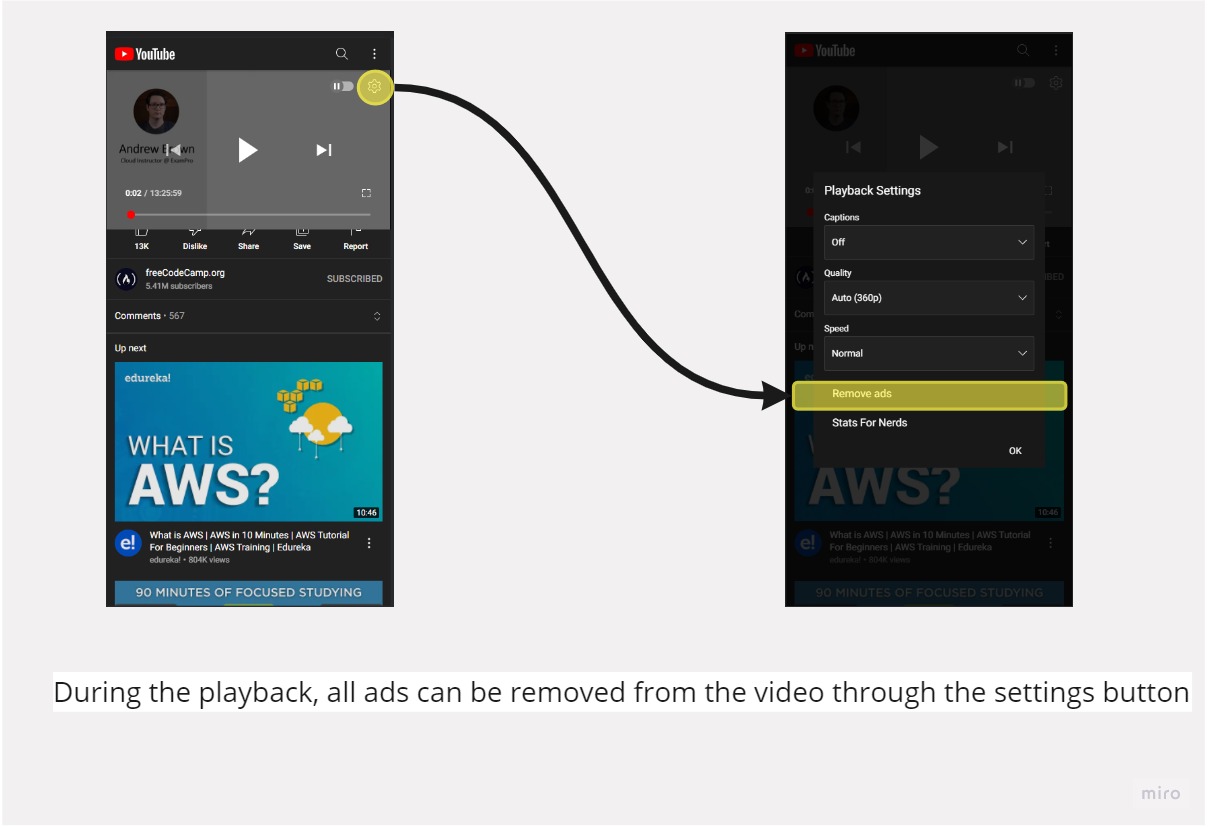 YouTube
Andrew Brown
Cloud Instructor @ ExamPro
0:02 / 13:25:59
13K Dislike Share Save Report
freeCodeCamp.org
5.41M subscribers
SUBSCRIBED
Comments • 567
Up next
edureka!
WHAT IS
AWS?
10:46
e!
What is AWS | AWS in 10 Minutes | AWS Tutorial
For Beginners | AWS Training | Edureka
edureka! • 804K views
90 MINUTES OF FOCUSED STUDYING
YouTube
Playback Settings
Captions
Off
Quality
Auto (360p)
Speed
Normal
Remove ads
Stats For Nerds
OK
AWS?
10:46
e!
What is AWS | AWS in 10 Minutes | AWS Tutorial
For Beginners | AWS Training | Edureka
edureka! • 804K views
90 MINUTES OF FOCUSED STUDYING
During the playback, all ads can be removed from the video through the settings button
miro